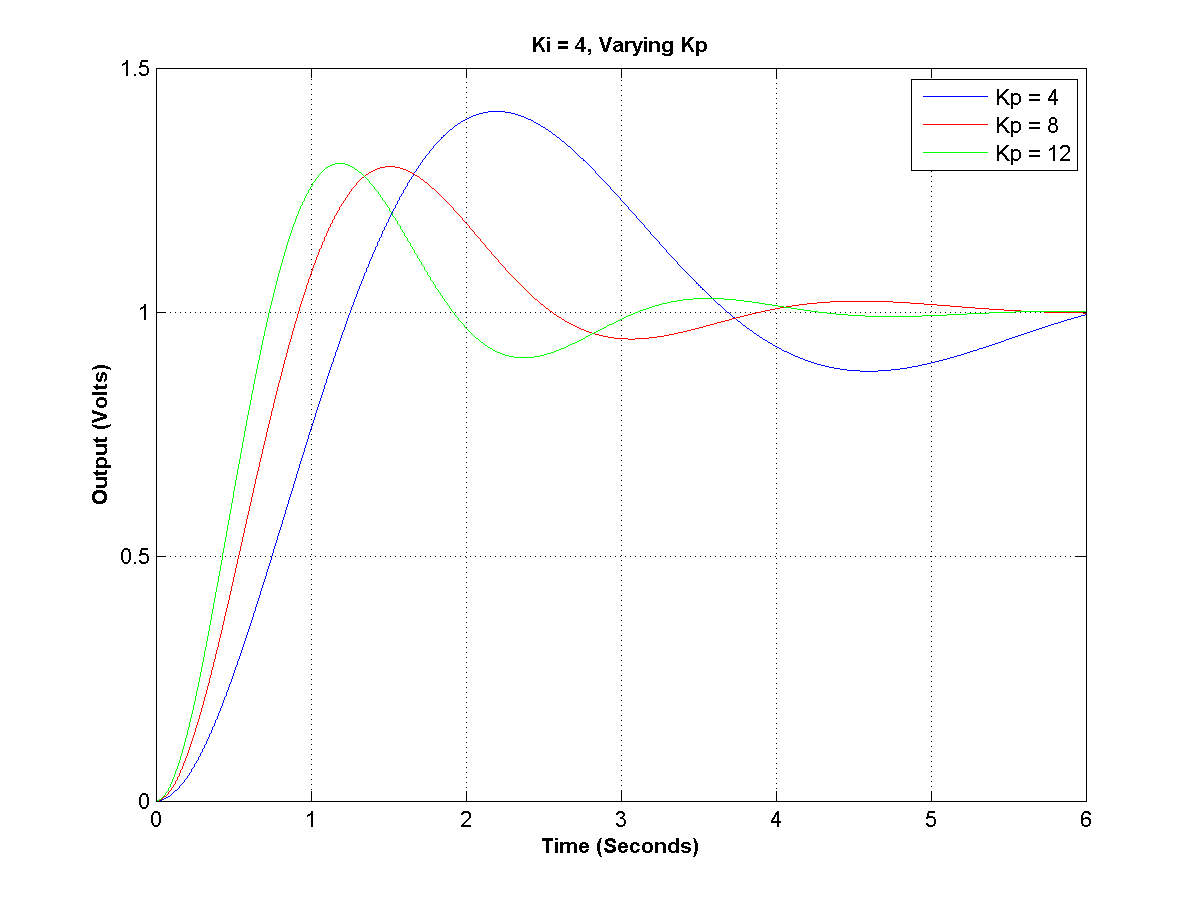 Ki = 4, Varying Kp
1.5
Kp = 4
Kp = 8
Kp = 12
1
Output (Volts)
0.5
0
0 1 2 3 4 5 6
Time (Seconds)